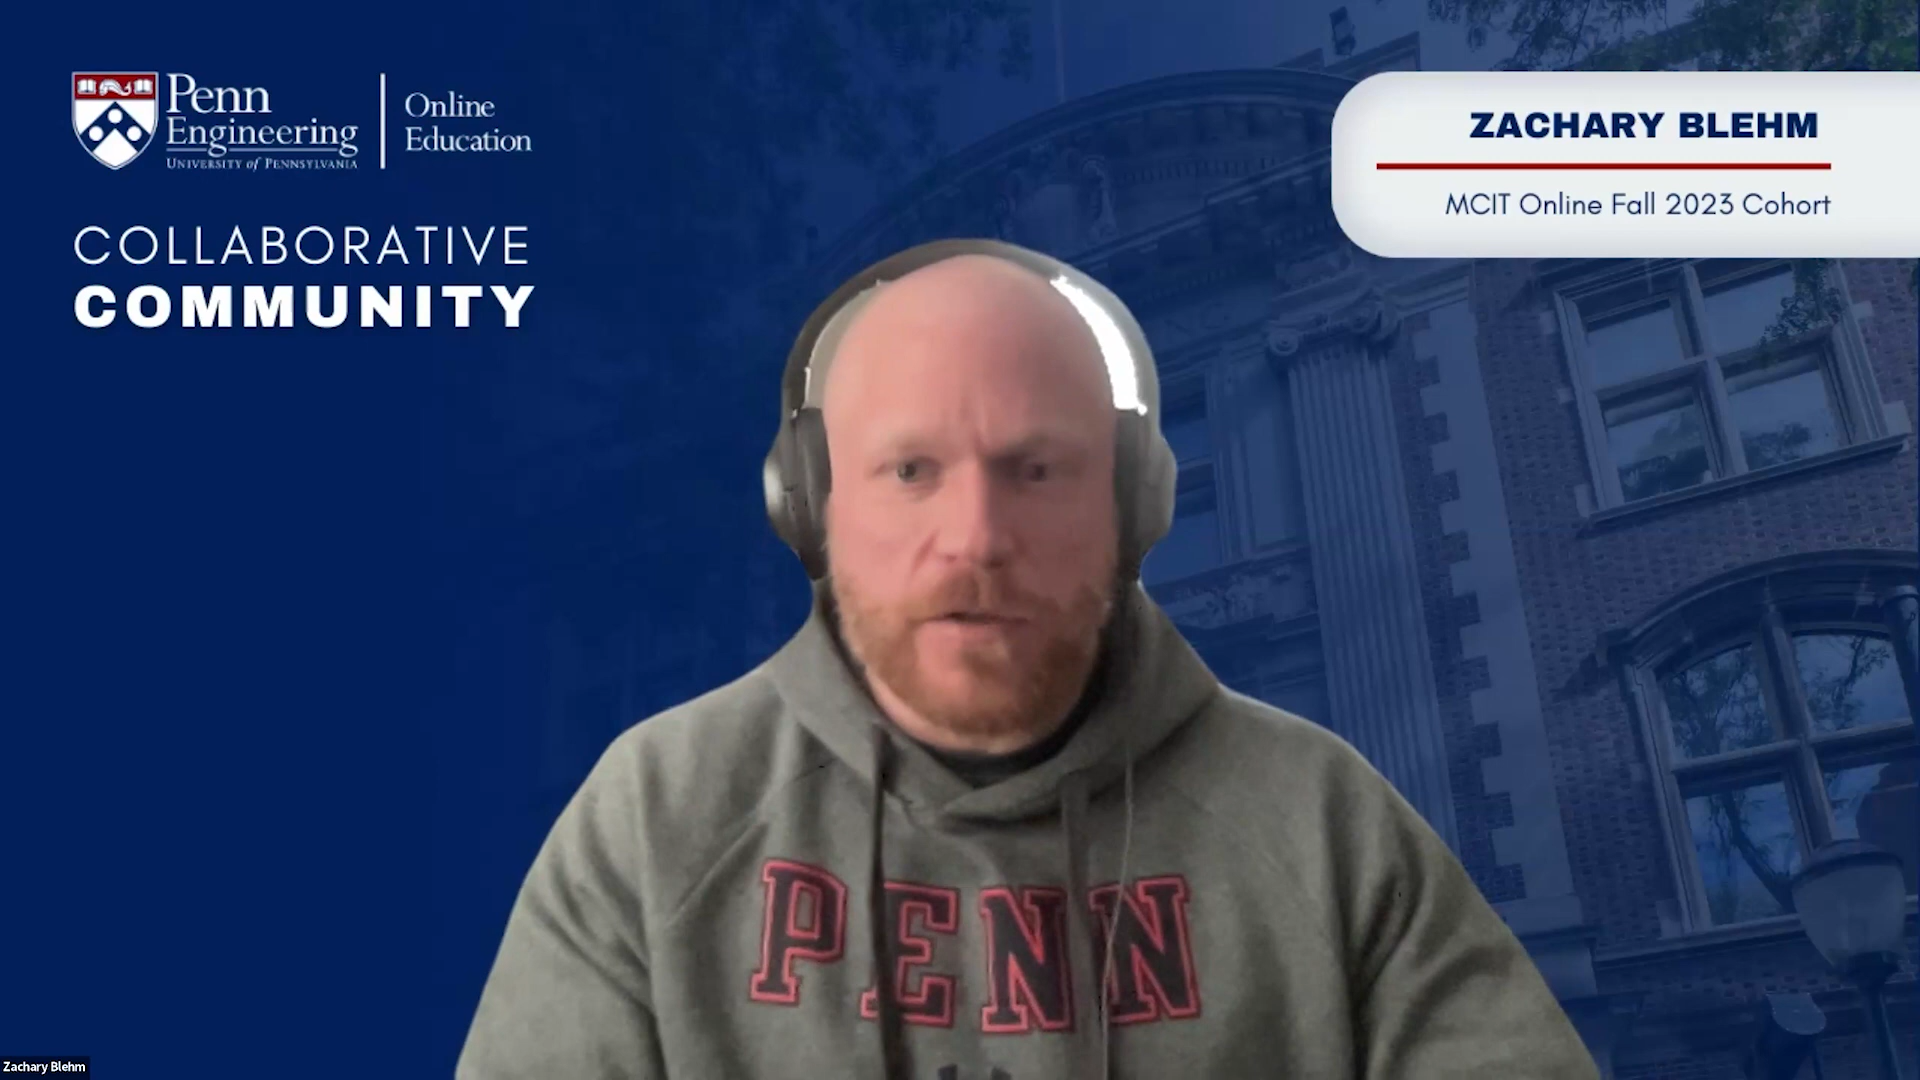 Penn
Engineering
UNIVERSITY of PENNSYLVANIA
Online
Education
COLLABORATIVE
COMMUNITY
ZACHARY BLEHM
MCIT Online Fall 2023 Cohort
PENN
Zachary Blehm